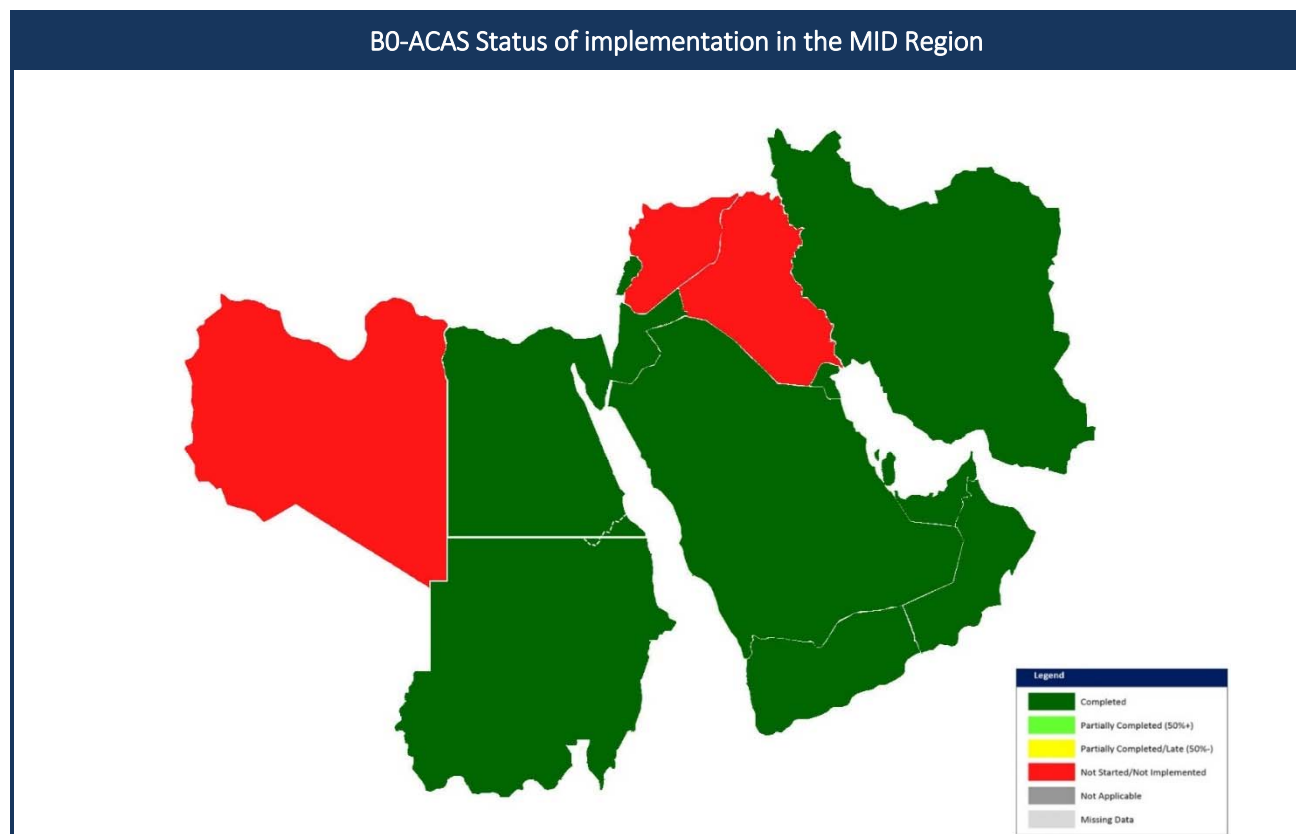 B0-ACAS Status of implementation in the MID Region
Legend
Completed
Partially Completed (50%+)
Partially Completed/Late (50%-)
Not Started/Not Implemented
Not Applicable
Missing Data